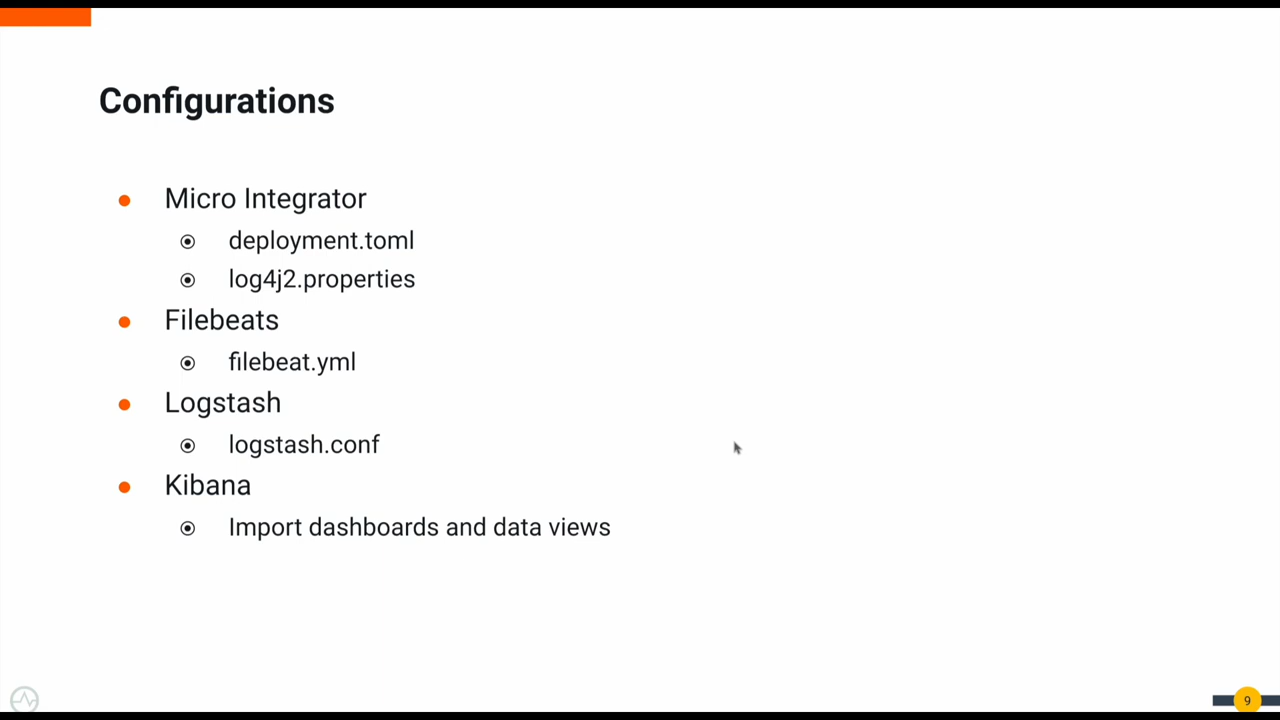 Configurations
Micro Integrator
deployment.toml
log4j2.properties
Filebeats
filebeat.yml
Logstash
logstash.conf
Kibana
Import dashboards and data views
9